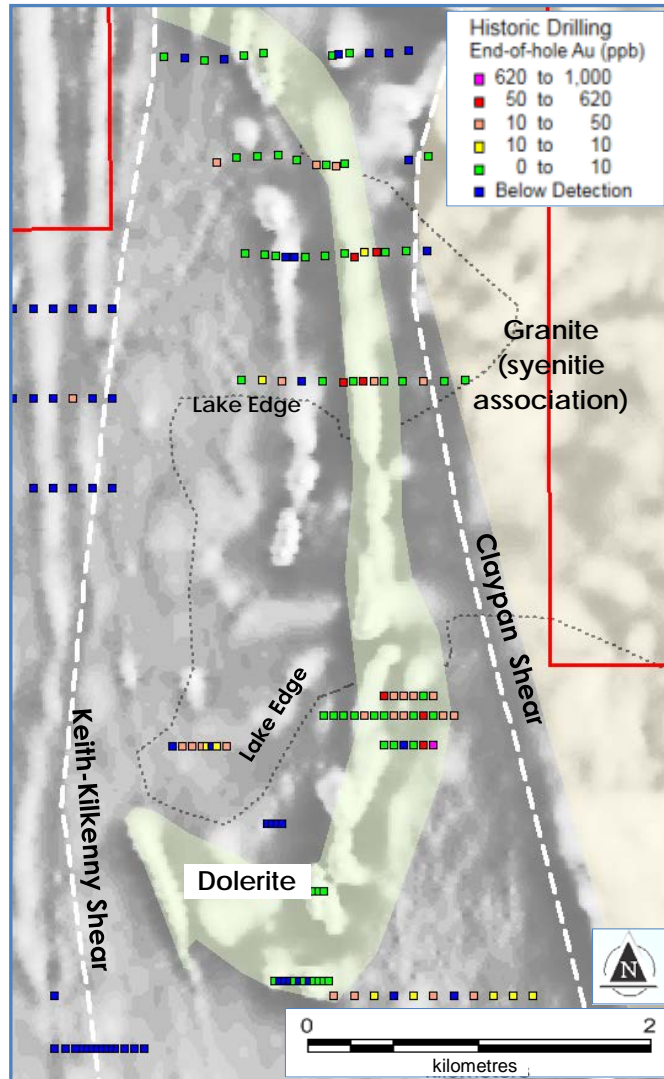 Historic Drilling
End-of-hole Au (ppb)
620 to 1,000
50 to 620
10 to 50
10 to 10
0 to 10
Below Detection
Granite
(syenitie
association)
Lake Edge
Claypan Shear
Lake Edge
Keith-Kilkenny Shear
Dolerite
N
0 2
kilometres